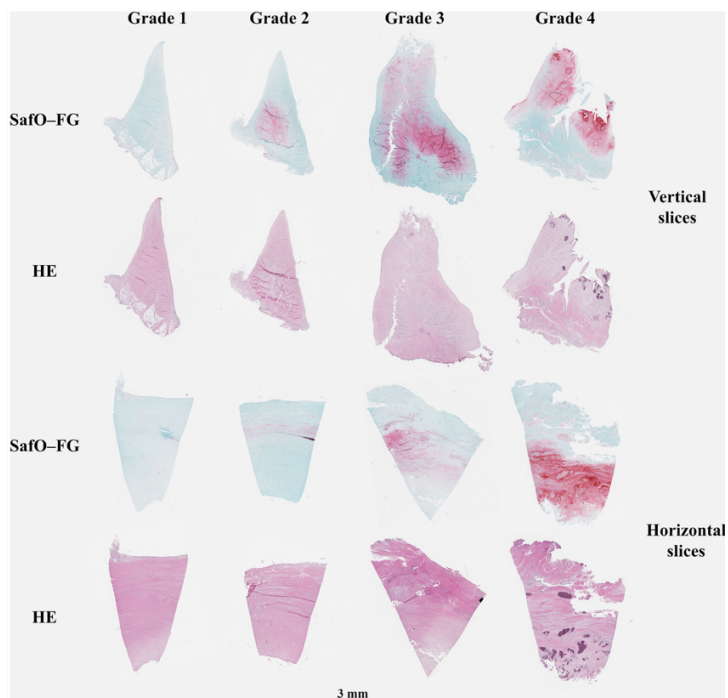 Grade 1 Grade 2 Grade 3 Grade 4
SafO–FG
Vertical
slices
HE
SafO–FG
Horizontal
slices
HE
3 mm